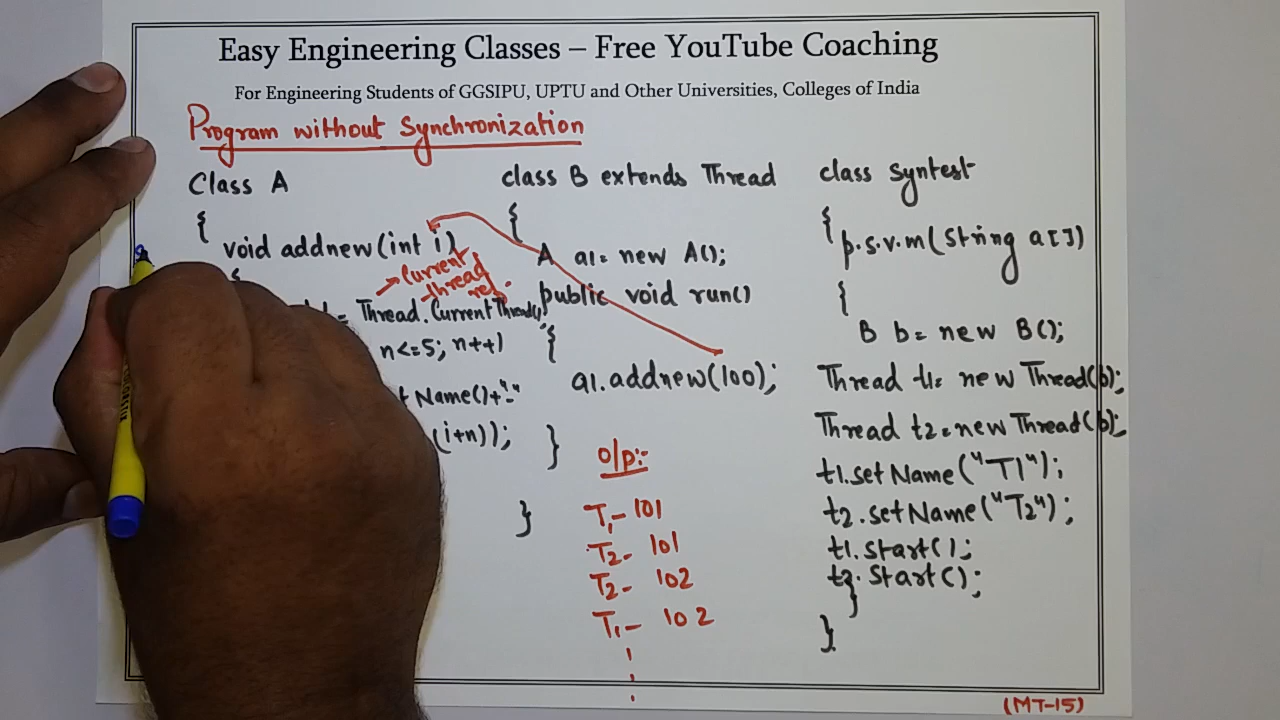 Easy Engineering Classes – Free YouTube Coaching
For Engineering Students of GGSIPU, UPTU and Other Universities, Colleges of India
Program without Synchronization
Class A
{
void addnew(int i)
{
= Thread.CurrentThread();
→ Current
thread
ref.
n<=5; n++)
Name()+"-"
(i+n));
}
class B extends Thread
{
A a1= new A();
public void run()
{
a1.addnew(100);
}
o/p:-
T1- 101
T2- 101
T2- 102
T1- 102
class Syntest
{
p.s.v.m(String a[])
{
B b= new B();
Thread t1= new Thread(b);
Thread t2=new Thread(b);
t1.setName("T1");
t2.setName("T2");
t1.start();
t2.start();
}
}
(MT-15)